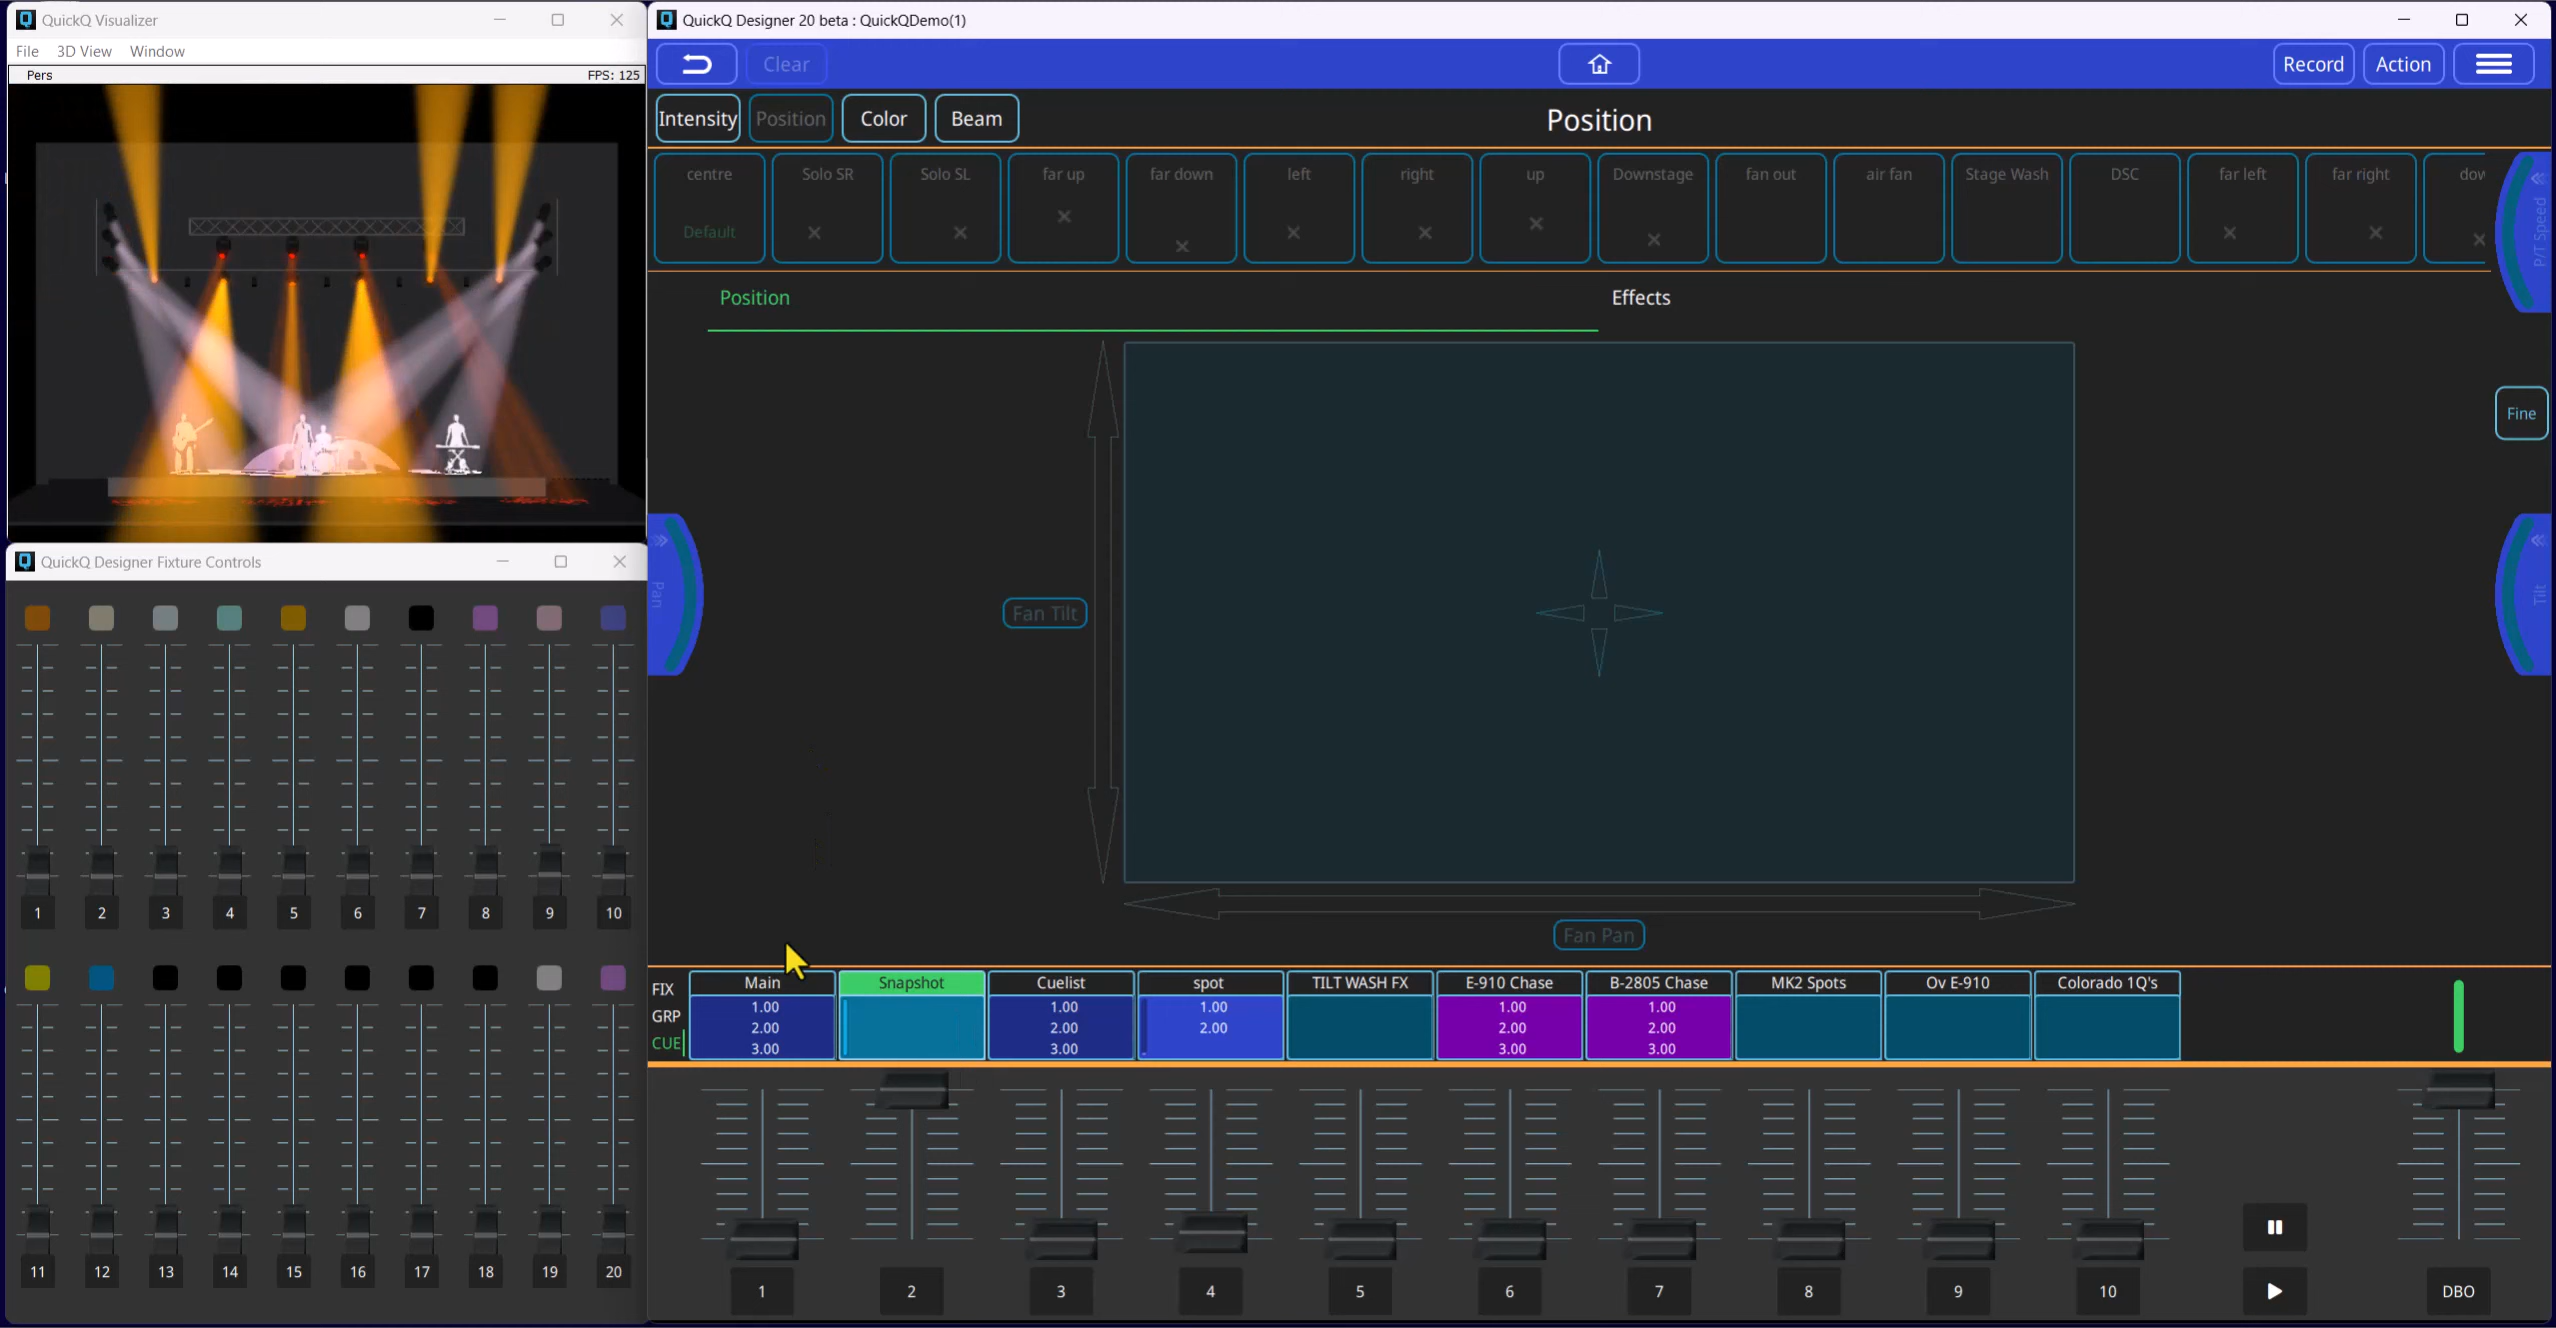 QuickQ Visualizer
File 3D View Window
Pers FPS: 125
QuickQ Designer Fixture Controls
1 2 3 4 5 6 7 8 9 10
11 12 13 14 15 16 17 18 19 20
QuickQ Designer 20 beta : QuickQDemo(1)
Clear Record Action
Intensity Position Color Beam Position
centre Solo SR Solo SL far up far down left right up Downstage fan out air fan Stage Wash DSC far left far right
Default
P/T Speed
Position Effects
Fine
Pan
Tilt
Fan Tilt
Fan Pan
FIX
GRP
CUE
Main Snapshot Cuelist spot TILT WASH FX E-910 Chase B-2805 Chase MK2 Spots Ov E-910 Colorado 1Q's
1.00 1.00 1.00 1.00 1.00
2.00 2.00 2.00 2.00 2.00
3.00 3.00 3.00 3.00
1 2 3 4 5 6 7 8 9 10 DBO